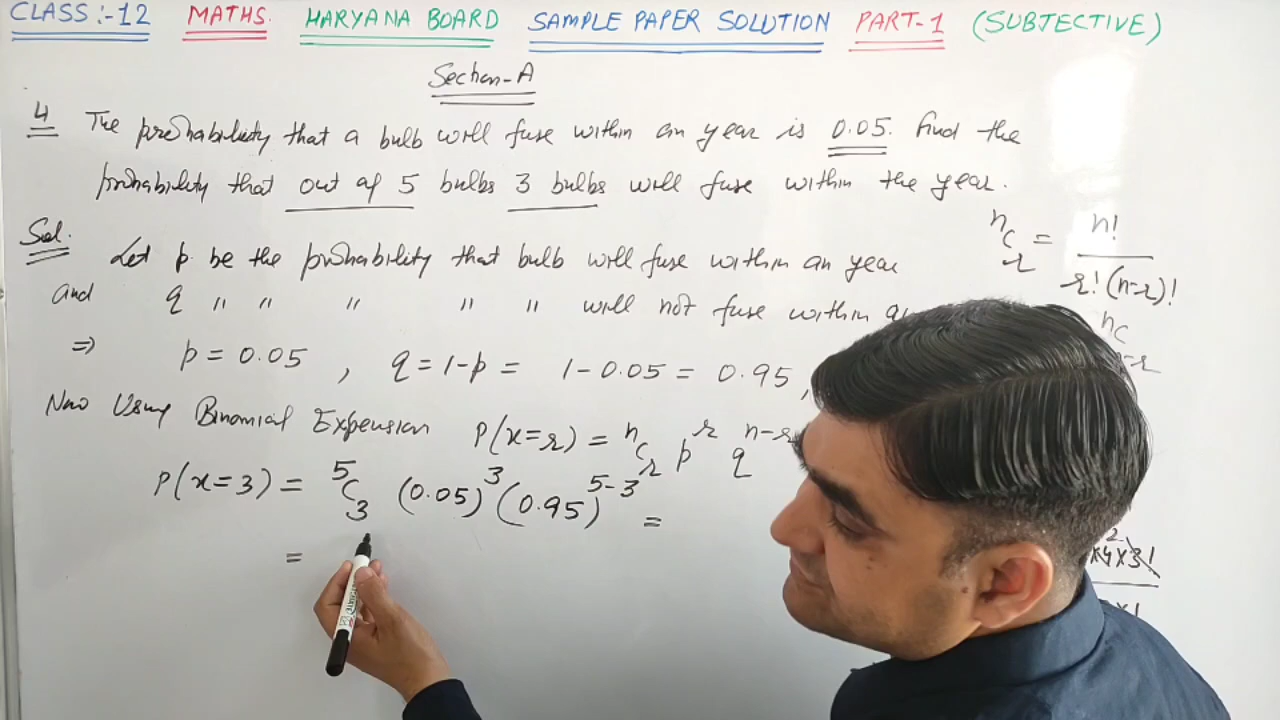 CLASS:-12 MATHS. HARYANA BOARD SAMPLE PAPER SOLUTION PART-1 (SUBJECTIVE)
Section-A
4 The probability that a bulb will fuse within an year is 0.05. Find the
probability that out of 5 bulbs 3 bulbs will fuse within the year.
Sol. Let p be the probability that bulb will fuse within an year
and q " " " " " will not fuse within
⇒ p = 0.05 , q = 1-p = 1-0.05 = 0.95,
Now Using Binomial Expension P(x=r) = ⁿCᵣ pʳ qⁿ⁻ʳ
P(x=3) = ⁵C₃ (0.05)³ (0.95)⁵⁻³ =
=
ⁿCᵣ = n! / r!(n-r)!
ⁿC
×4×3!